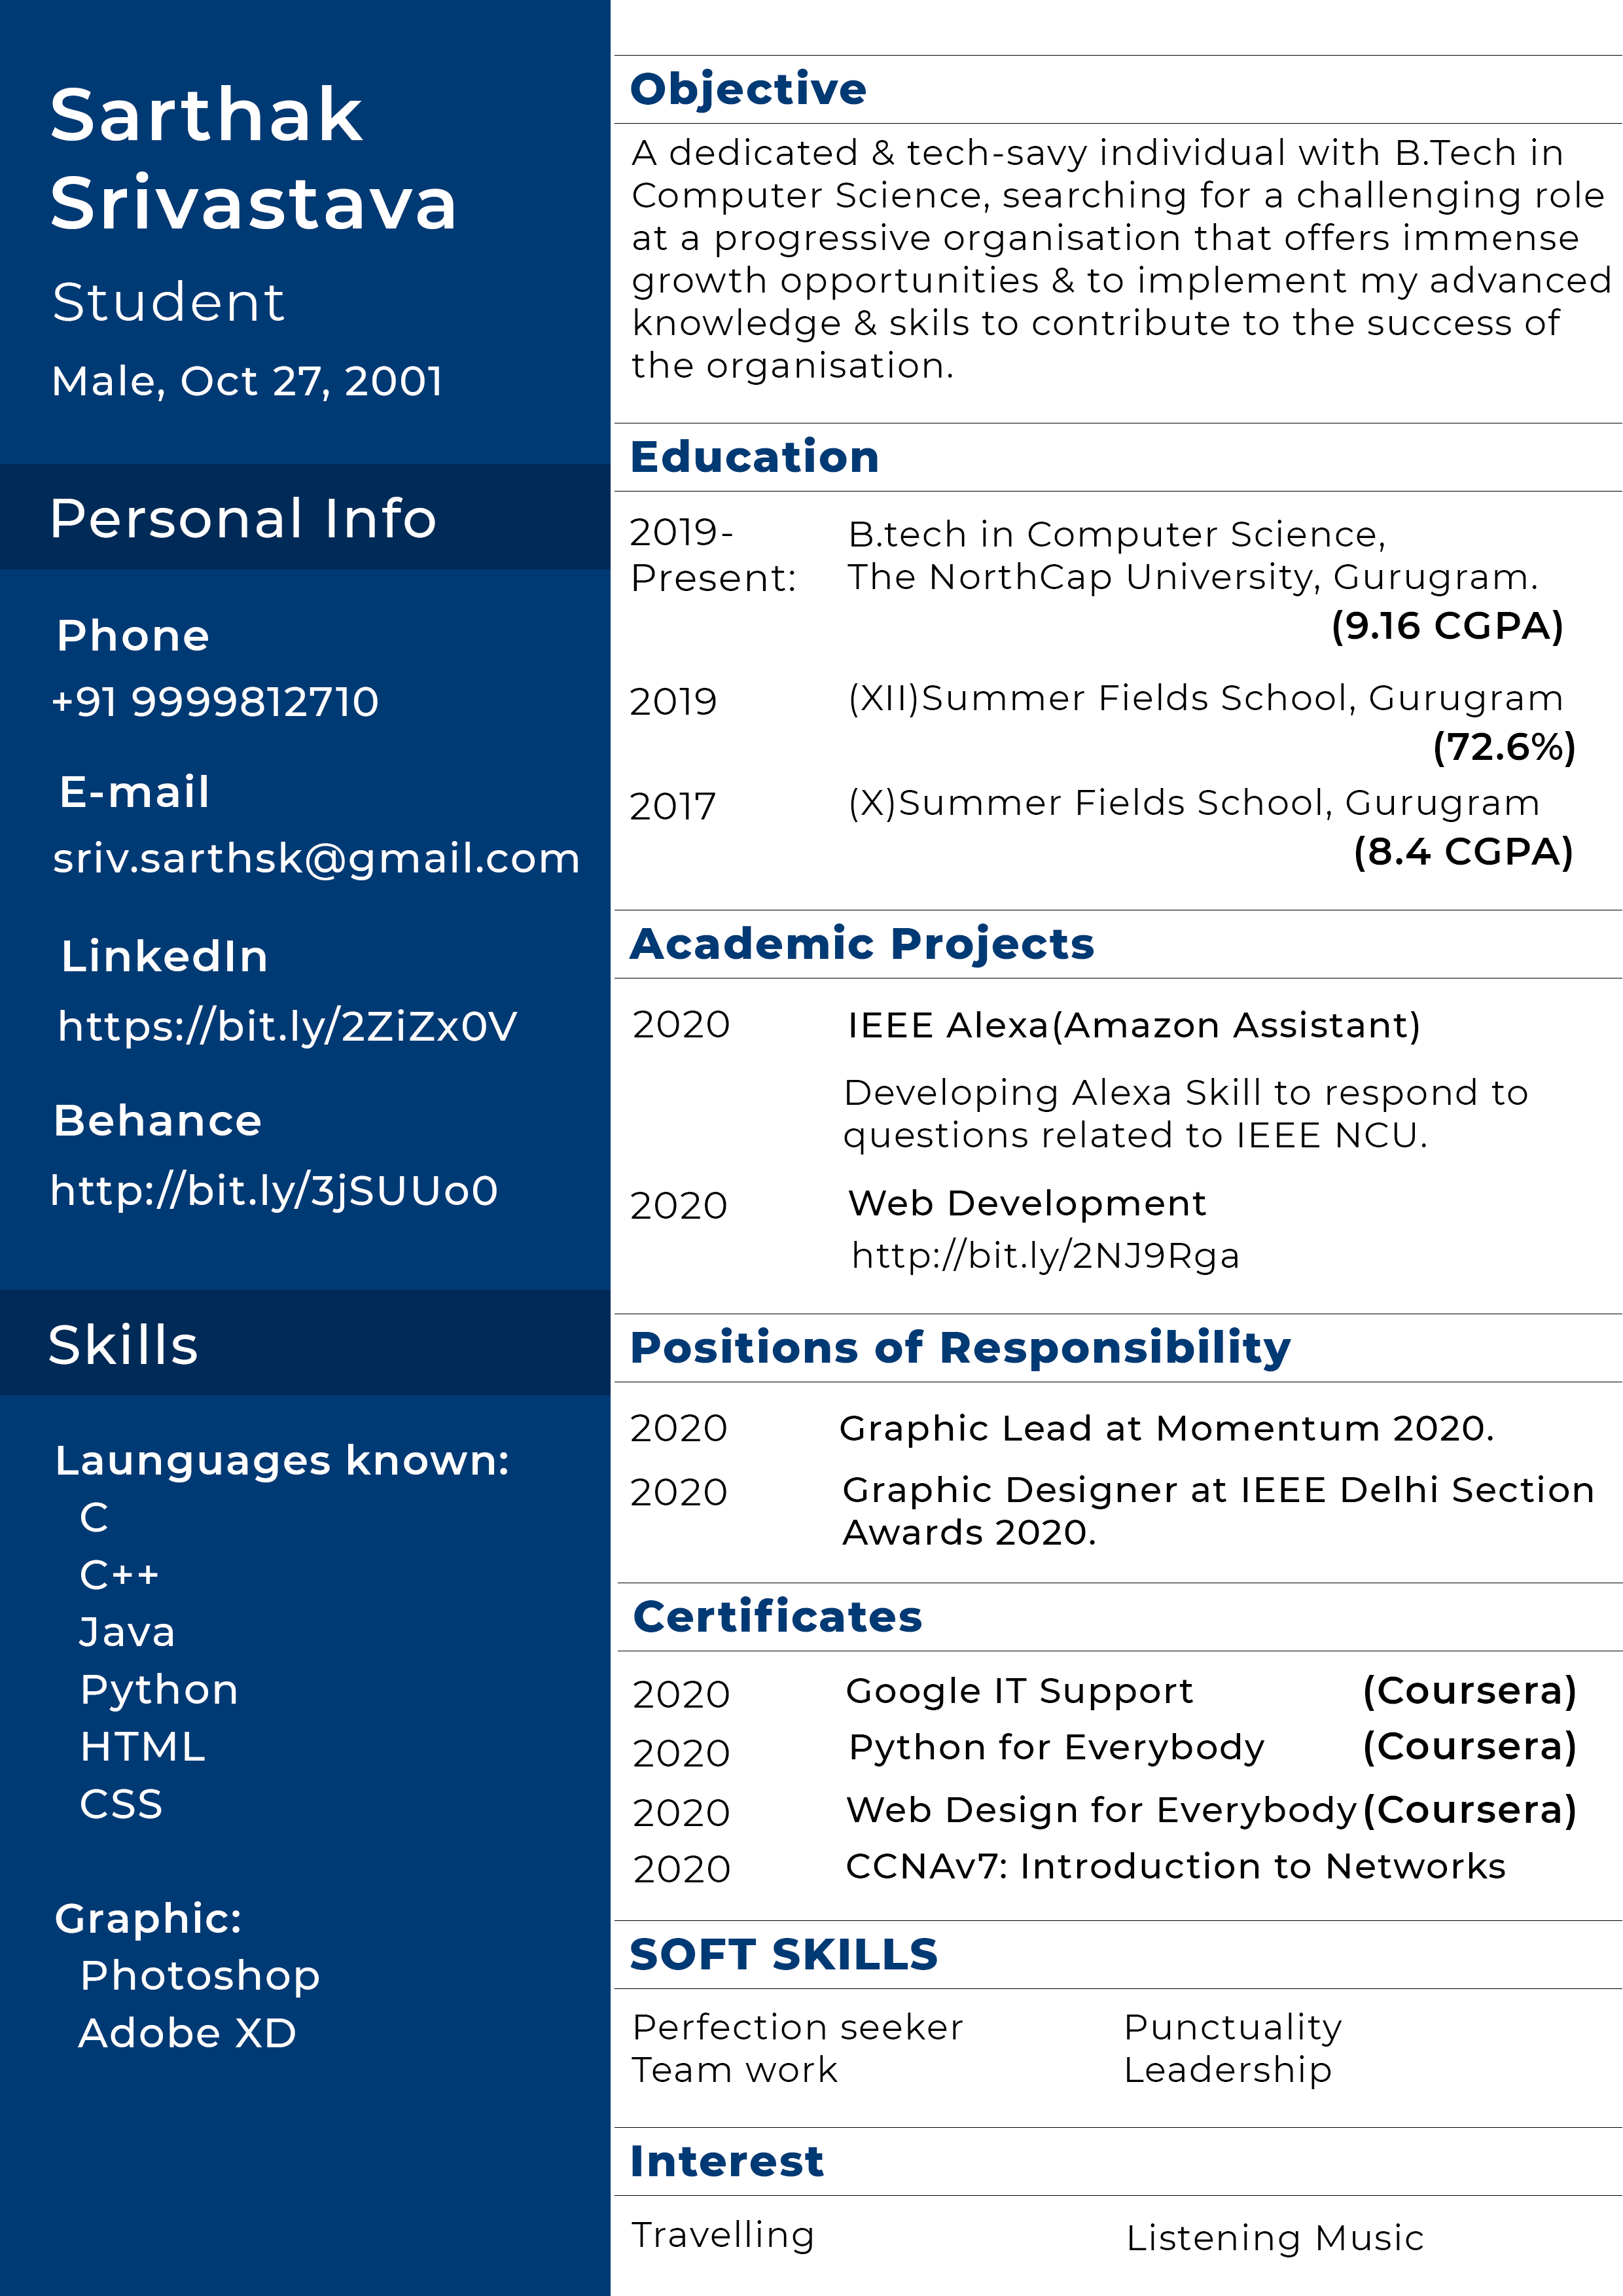 Sarthak
Srivastava
Student
Male, Oct 27, 2001
Personal Info
Phone
+91 9999812710
E-mail
sriv.sarthsk@gmail.com
LinkedIn
https://bit.ly/2ZiZx0V
Behance
http://bit.ly/3jSUUo0
Skills
Launguages known:
C
C++
Java
Python
HTML
CSS
Graphic:
Photoshop
Adobe XD
Objective
A dedicated & tech-savy individual with B.Tech in
Computer Science, searching for a challenging role
at a progressive organisation that offers immense
growth opportunities & to implement my advanced
knowledge & skils to contribute to the success of
the organisation.
Education
2019-
Present:
B.tech in Computer Science,
The NorthCap University, Gurugram.
(9.16 CGPA)
2019 (XII)Summer Fields School, Gurugram
(72.6%)
2017 (X)Summer Fields School, Gurugram
(8.4 CGPA)
Academic Projects
2020 IEEE Alexa(Amazon Assistant)
Developing Alexa Skill to respond to
questions related to IEEE NCU.
2020 Web Development
http://bit.ly/2NJ9Rga
Positions of Responsibility
2020 Graphic Lead at Momentum 2020.
2020 Graphic Designer at IEEE Delhi Section
Awards 2020.
Certificates
2020 Google IT Support (Coursera)
2020 Python for Everybody (Coursera)
2020 Web Design for Everybody (Coursera)
2020 CCNAv7: Introduction to Networks
SOFT SKILLS
Perfection seeker Punctuality
Team work Leadership
Interest
Travelling Listening Music